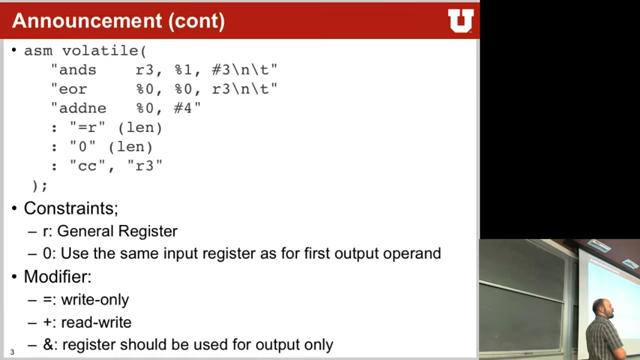 Announcement (cont)
U
• asm volatile(
"ands r3, %1, #3\n\t"
"eor %0, %0, r3\n\t"
"addne %0, #4"
: "=r" (len)
: "0" (len)
: "cc", "r3"
);
• Constraints;
– r: General Register
– 0: Use the same input register as for first output operand
• Modifier:
– =: write-only
– +: read-write
– &: register should be used for output only
3